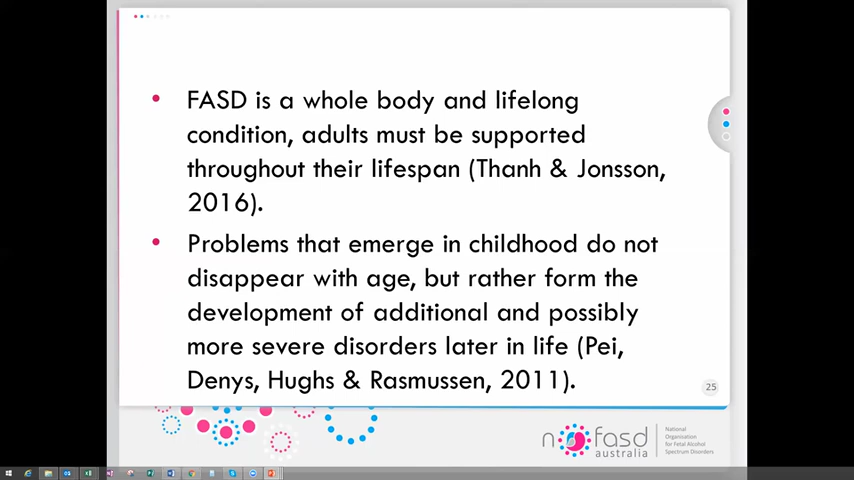 • FASD is a whole body and lifelong
condition, adults must be supported
throughout their lifespan (Thanh & Jonsson,
2016).
• Problems that emerge in childhood do not
disappear with age, but rather form the
development of additional and possibly
more severe disorders later in life (Pei,
Denys, Hughs & Rasmussen, 2011).
25
nofasd
australia
National
Organisation
for Fetal Alcohol
Spectrum Disorders